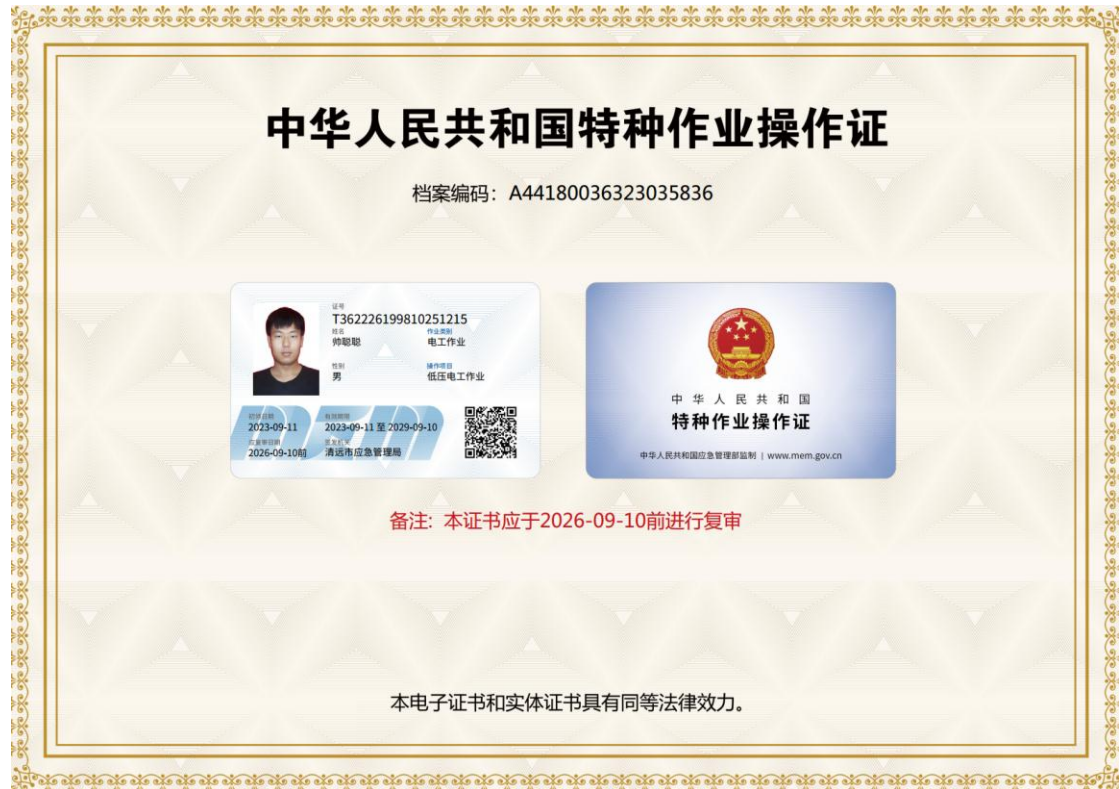 中华人民共和国特种作业操作证
档案编码：A44180036323035836
证号
T362226199810251215
姓名 作业类别
帅聪聪 电工作业
性别 操作项目
男 低压电工作业
初领日期 有效期限
2023-09-11 2023-09-11 至 2029-09-10
应复审日期 签发机关
2026-09-10前 清远市应急管理局
中华人民共和国
特种作业操作证
中华人民共和国应急管理部监制 | www.mem.gov.cn
备注: 本证书应于2026-09-10前进行复审
本电子证书和实体证书具有同等法律效力。